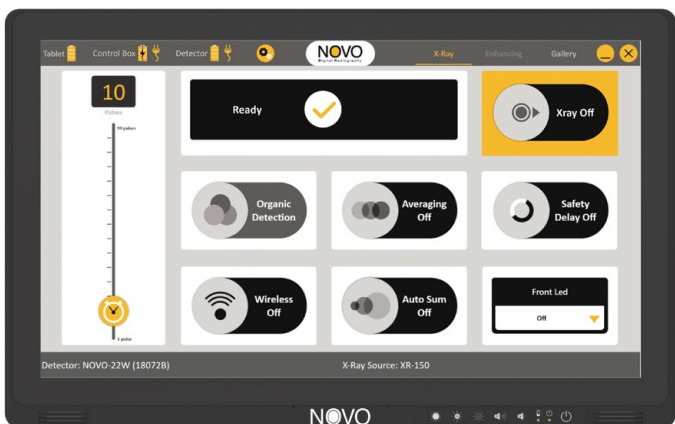 Tablet Control Box Detector NOVO X-Ray Enhancing Gallery
Digital Radiography
10
Pulses
99 pulses
1 pulse
Ready
Xray Off
Organic
Detection
Averaging
Off
Safety
Delay Off
Wireless
Off
Auto Sum
Off
Front Led
Off
Detector: NOVO-22W (18072B) X-Ray Source: XR-150
NOVO